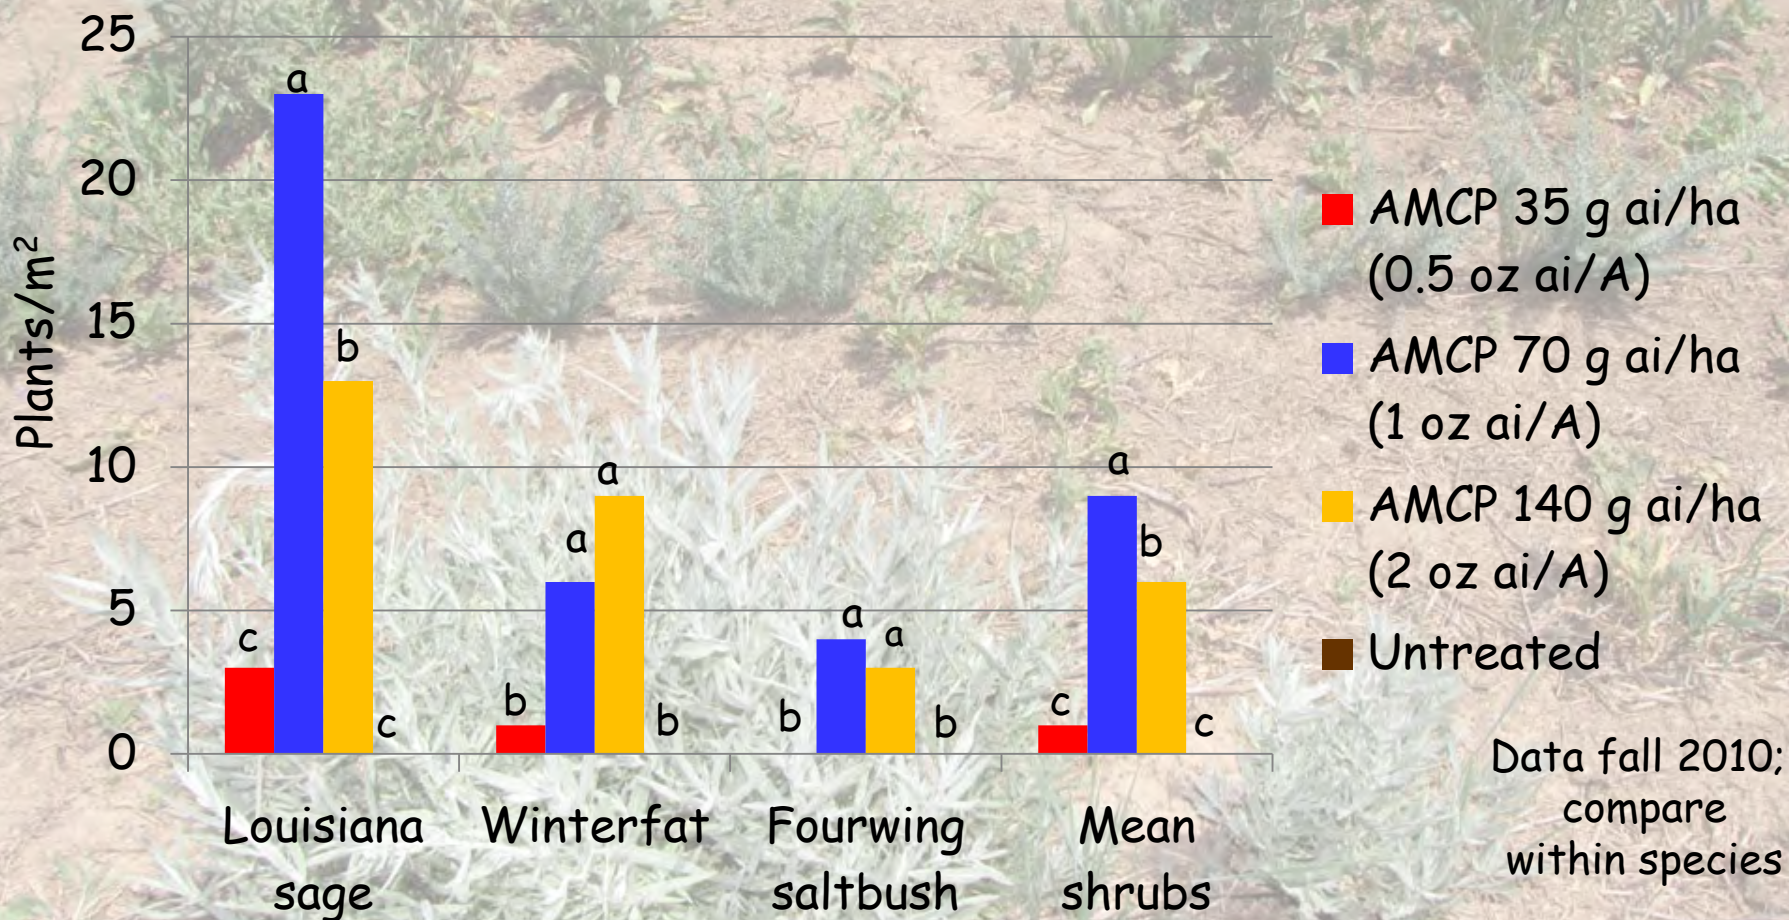 25
20
15
10
5
0
Plants/m²
a
b
c
c
a
a
b
b
a
a
b
b
a
b
c
c
Louisiana
sage
Winterfat
Fourwing
saltbush
Mean
shrubs
AMCP 35 g ai/ha
(0.5 oz ai/A)
AMCP 70 g ai/ha
(1 oz ai/A)
AMCP 140 g ai/ha
(2 oz ai/A)
Untreated
Data fall 2010;
compare
within species